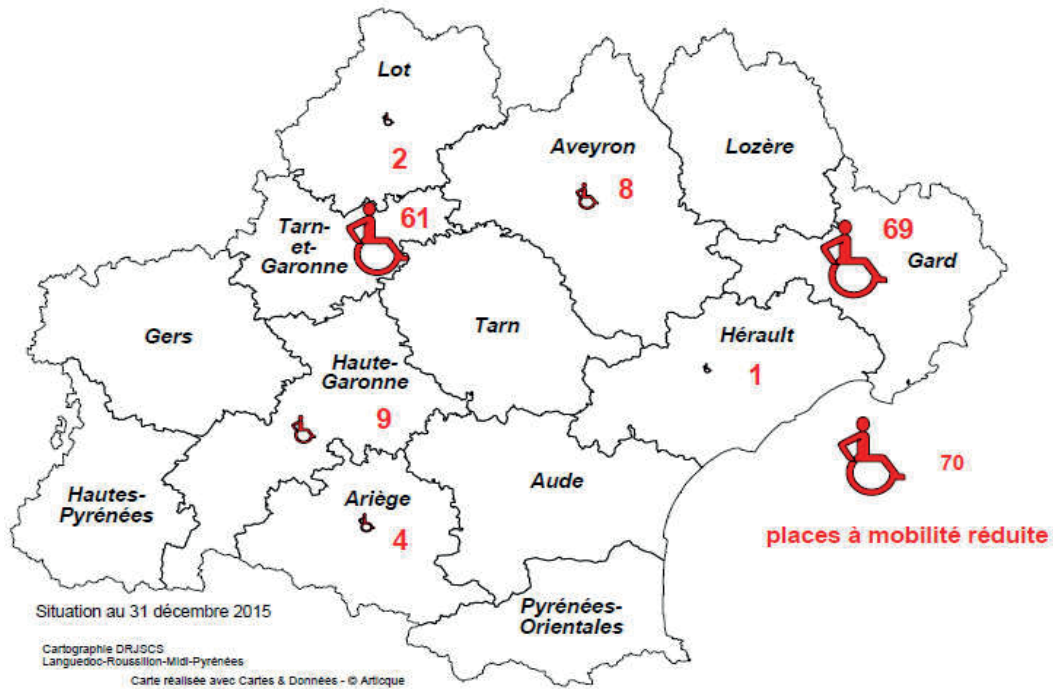 Lot
2
Aveyron
8
Lozère
Tarn-
et-
Garonne
61
69
Gard
Gers
Tarn
Hérault
1
Haute-
Garonne
9
70
places à mobilité réduite
Hautes-
Pyrénées
Ariège
4
Aude
Pyrénées-
Orientales
Situation au 31 décembre 2015
Cartographie DRJSCS
Languedoc-Roussillon-Midi-Pyrénées
Carte réalisée avec Cartes & Données - © Articque